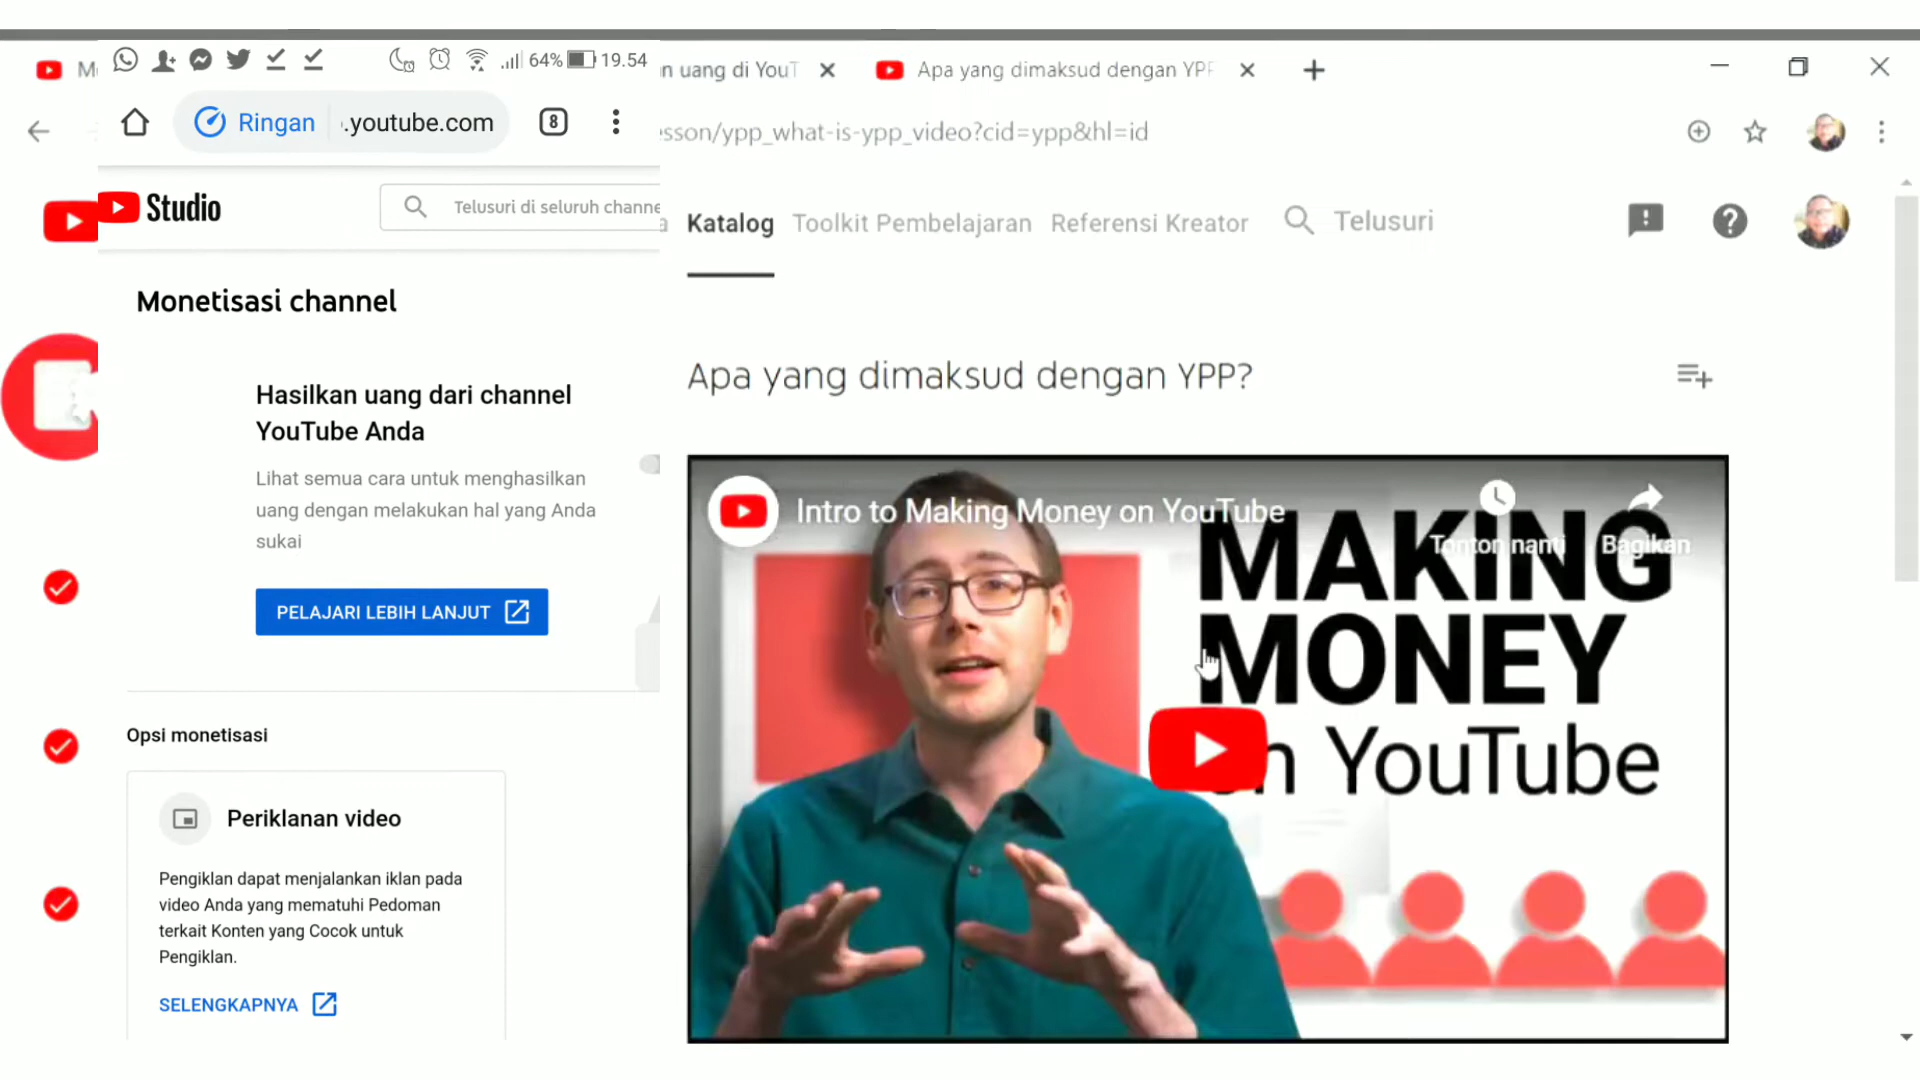 64% 19.54
n uang di YouT
Apa yang dimaksud dengan YPP
Ringan
.youtube.com
8
esson/ypp_what-is-ypp_video?cid=ypp&hl=id
Studio
Telusuri di seluruh channe
Katalog
Toolkit Pembelajaran
Referensi Kreator
Telusuri
Monetisasi channel
Apa yang dimaksud dengan YPP?
Hasilkan uang dari channel
YouTube Anda
Lihat semua cara untuk menghasilkan
uang dengan melakukan hal yang Anda
sukai
PELAJARI LEBIH LANJUT
Intro to Making Money on YouTube
Tonton nanti
Bagikan
MAKING
MONEY
on YouTube
Opsi monetisasi
Periklanan video
Pengiklan dapat menjalankan iklan pada
video Anda yang mematuhi Pedoman
terkait Konten yang Cocok untuk
Pengiklan.
SELENGKAPNYA